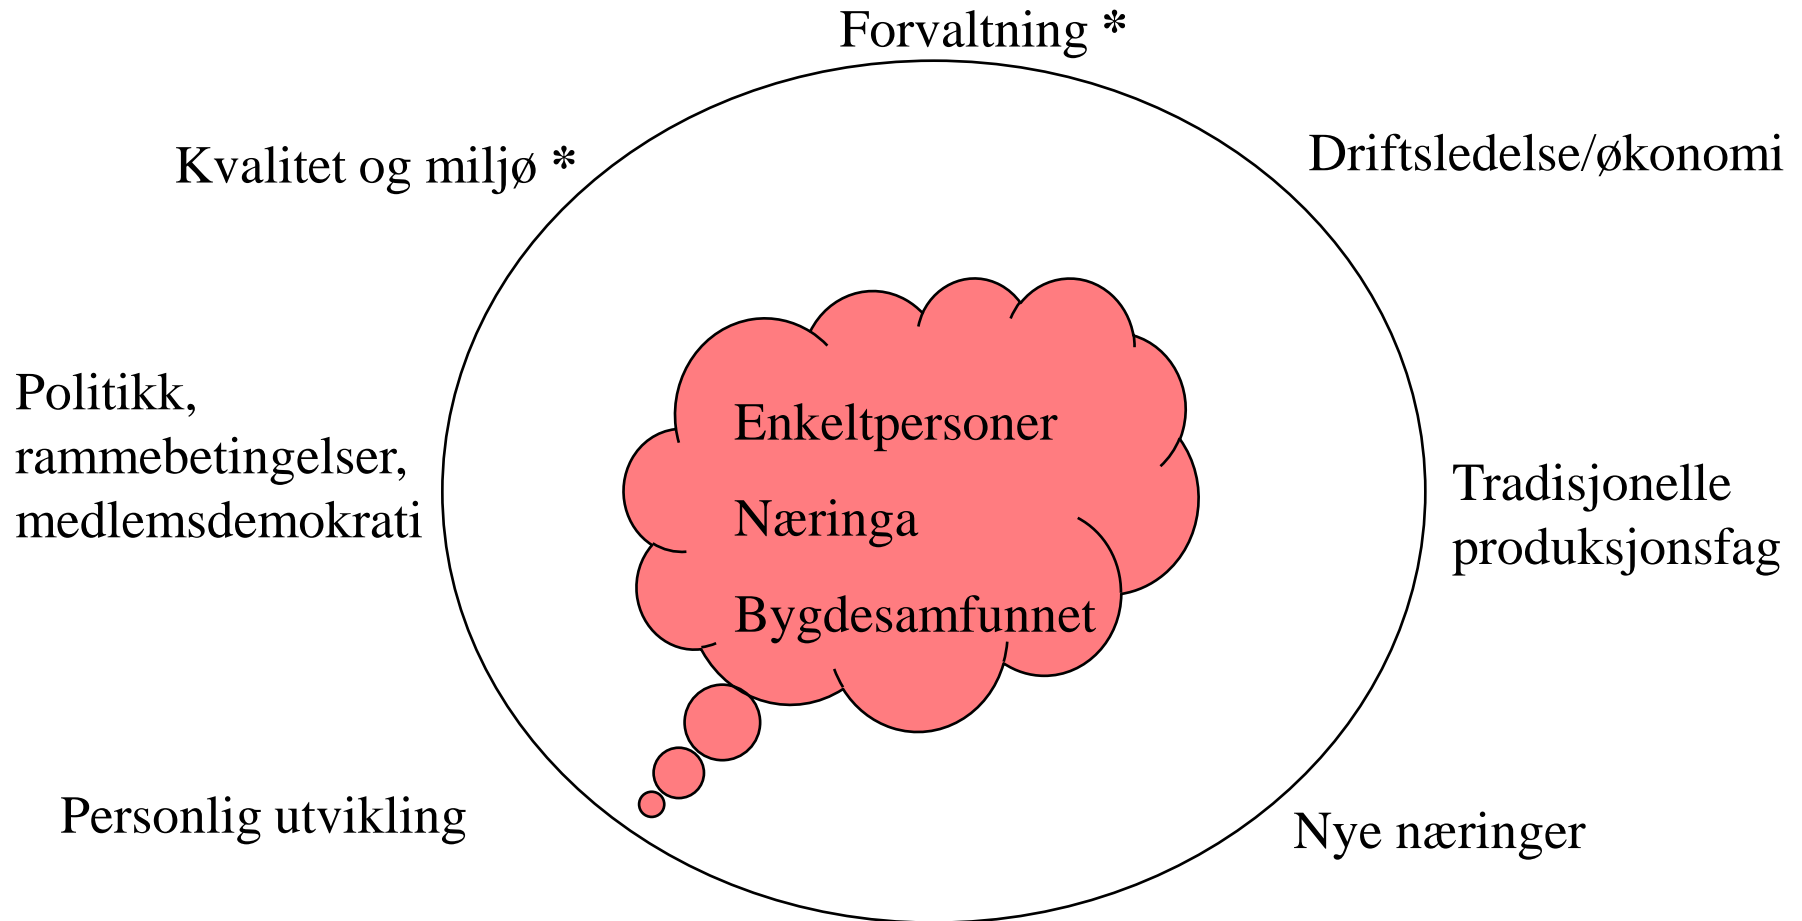 Forvaltning *
Kvalitet og miljø *
Driftsledelse/økonomi
Politikk,
rammebetingelser,
medlemsdemokrati
Enkeltpersoner
Næringa
Bygdesamfunnet
Tradisjonelle
produksjonsfag
Personlig utvikling
Nye næringer